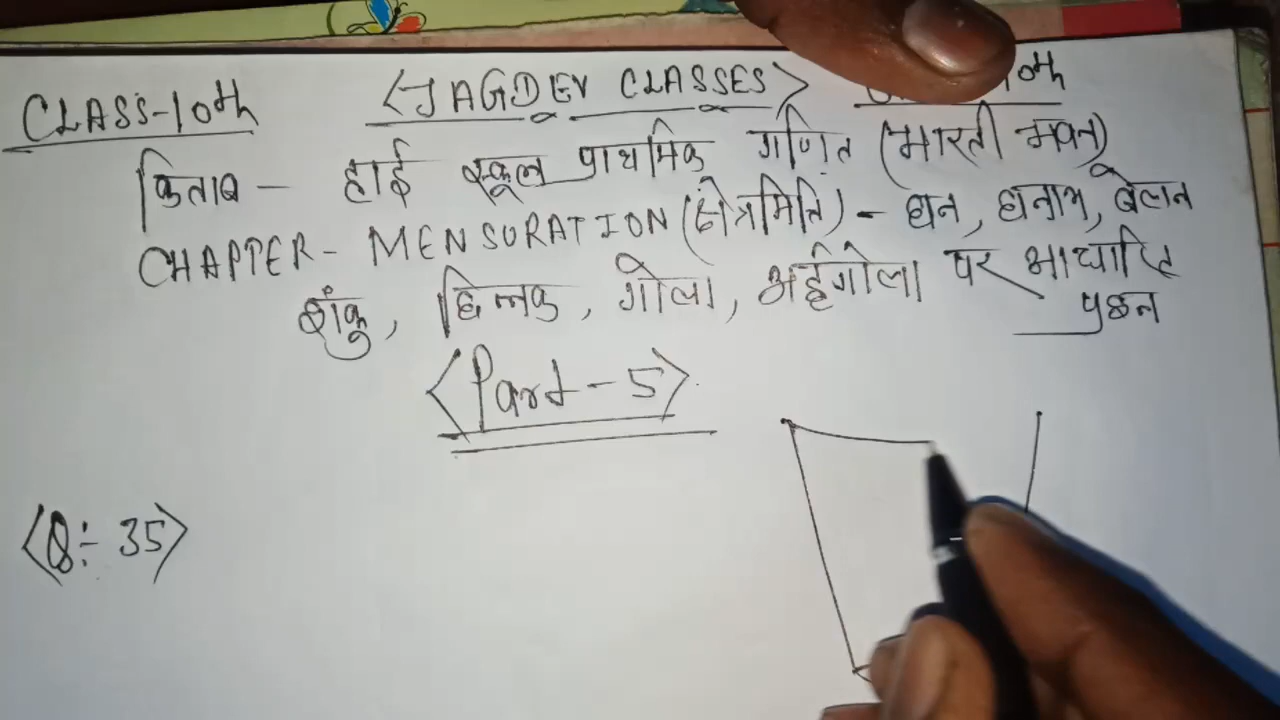 CLASS-10th <JAGDEV CLASSES> 10th
किताब - हाई स्कूल प्राथमिक गणित (भारती भवन)
CHAPTER - MENSURATION (क्षेत्रमिति) - घन, घनाभ, बेलन
शंकु, छिन्नक, गोला, अर्द्धगोला पर आधारित
प्रश्न
<Part-5>
<Q÷ 35>